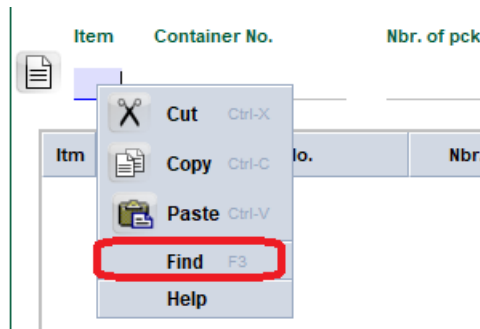 Item Container No. Nbr. of pck
Cut Ctrl-X
Itm lo. Nbr.
Copy Ctrl-C
Paste Ctrl-V
Find F3
Help